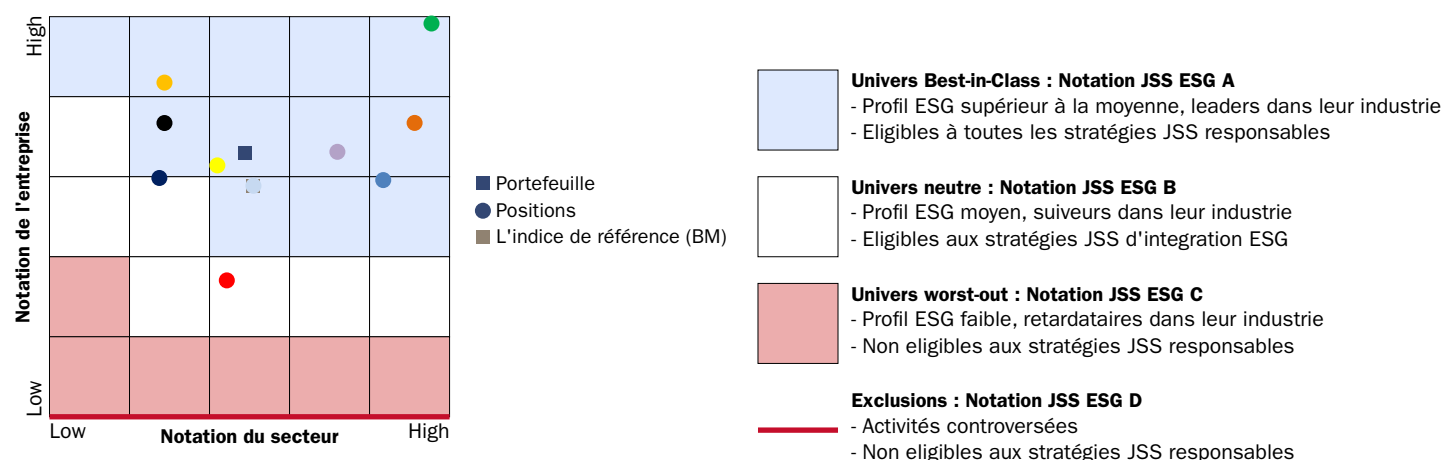 High
Notation de l'entreprise
Low
Low
Notation du secteur
High
Portefeuille
Positions
L'indice de référence (BM)
Univers Best-in-Class : Notation JSS ESG A
- Profil ESG supérieur à la moyenne, leaders dans leur industrie
- Eligibles à toutes les stratégies JSS responsables
Univers neutre : Notation JSS ESG B
- Profil ESG moyen, suiveurs dans leur industrie
- Eligibles aux stratégies JSS d'integration ESG
Univers worst-out : Notation JSS ESG C
- Profil ESG faible, retardataires dans leur industrie
- Non eligibles aux stratégies JSS responsables
Exclusions : Notation JSS ESG D
- Activités controversées
- Non eligibles aux stratégies JSS responsables